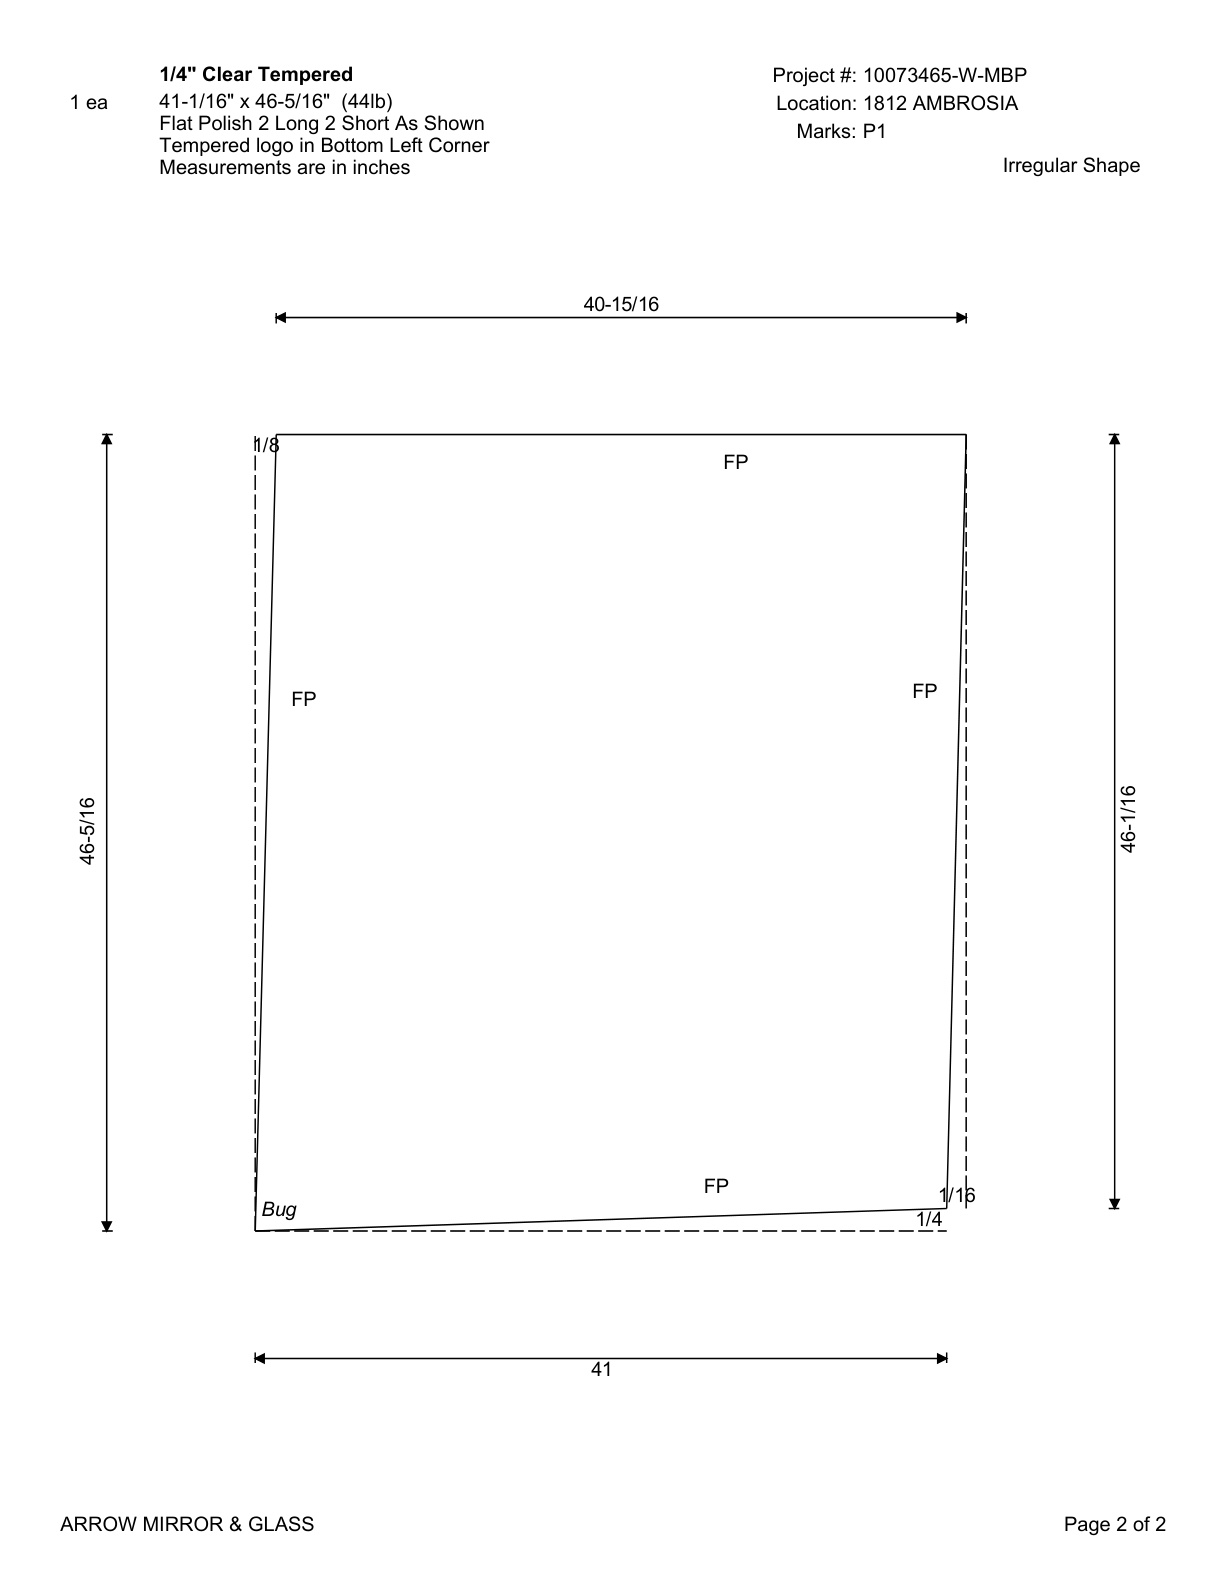 1/4" Clear Tempered
1 ea
41-1/16" x 46-5/16" (44lb)
Flat Polish 2 Long 2 Short As Shown
Tempered logo in Bottom Left Corner
Measurements are in inches
Project #: 10073465-W-MBP
Location: 1812 AMBROSIA
Marks: P1
Irregular Shape
40-15/16
1/8
FP
FP
FP
46-5/16
46-1/16
FP
1/16
Bug
1/4
41
ARROW MIRROR & GLASS
Page 2 of 2